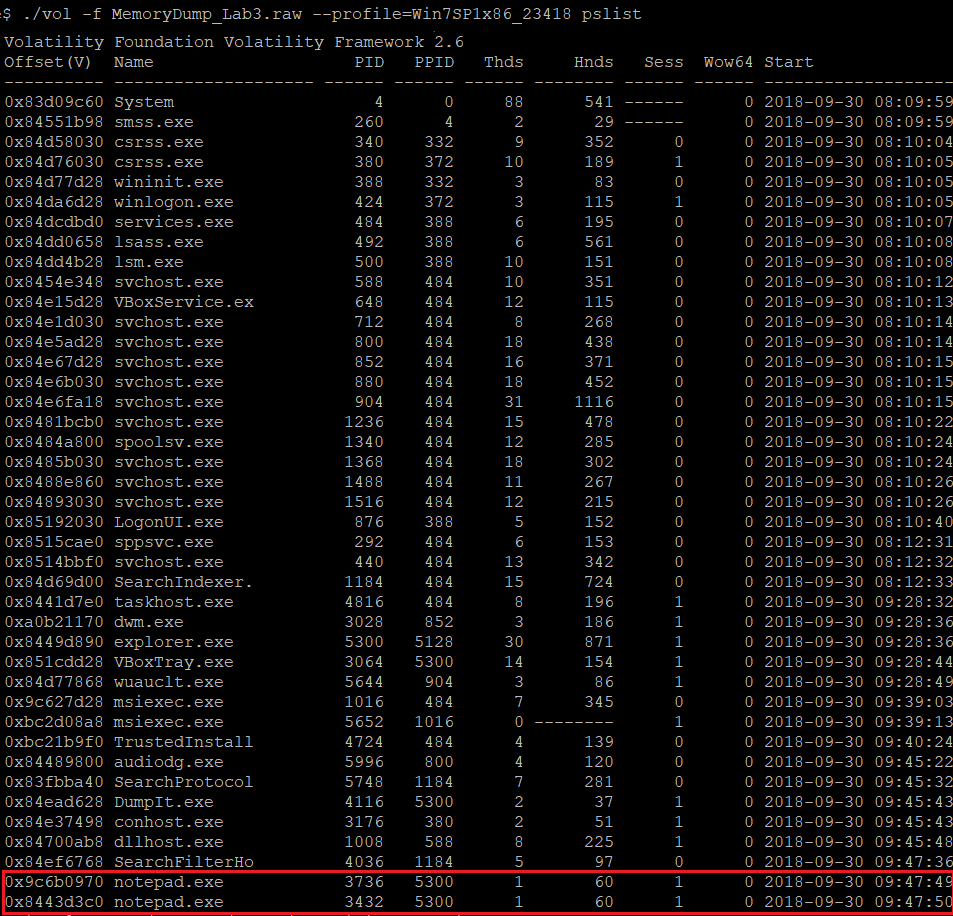 $ ./vol -f MemoryDump_Lab3.raw --profile=Win7SP1x86_23418 pslist
Volatility Foundation Volatility Framework 2.6
Offset(V)  Name                    PID   PPID   Thds     Hnds   Sess  Wow64 Start
---------- -------------------- ------ ------ ------ -------- ------ ------ -------------------
0x83d09c60 System                    4      0     88      541 ------      0 2018-09-30 08:09:59
0x84551b98 smss.exe                260      4      2       29 ------      0 2018-09-30 08:09:59
0x84d58030 csrss.exe               340    332      9      352      0      0 2018-09-30 08:10:04
0x84d76030 csrss.exe               380    372     10      189      1      0 2018-09-30 08:10:05
0x84d77d28 wininit.exe             388    332      3       83      0      0 2018-09-30 08:10:05
0x84da6d28 winlogon.exe            424    372      3      115      1      0 2018-09-30 08:10:05
0x84dcdbd0 services.exe            484    388      6      195      0      0 2018-09-30 08:10:07
0x84dd0658 lsass.exe               492    388      6      561      0      0 2018-09-30 08:10:08
0x84dd4b28 lsm.exe                 500    388     10      151      0      0 2018-09-30 08:10:08
0x8454e348 svchost.exe             588    484     10      351      0      0 2018-09-30 08:10:12
0x84e15d28 VBoxService.ex          648    484     12      115      0      0 2018-09-30 08:10:13
0x84e1d030 svchost.exe             712    484      8      268      0      0 2018-09-30 08:10:14
0x84e5ad28 svchost.exe             800    484     18      438      0      0 2018-09-30 08:10:14
0x84e67d28 svchost.exe             852    484     16      371      0      0 2018-09-30 08:10:15
0x84e6b030 svchost.exe             880    484     18      452      0      0 2018-09-30 08:10:15
0x84e6fa18 svchost.exe             904    484     31     1116      0      0 2018-09-30 08:10:15
0x8481bcb0 svchost.exe            1236    484     15      478      0      0 2018-09-30 08:10:22
0x8484a800 spoolsv.exe            1340    484     12      285      0      0 2018-09-30 08:10:24
0x8485b030 svchost.exe            1368    484     18      302      0      0 2018-09-30 08:10:24
0x8488e860 svchost.exe            1488    484     11      267      0      0 2018-09-30 08:10:26
0x84893030 svchost.exe            1516    484     12      215      0      0 2018-09-30 08:10:26
0x85192030 LogonUI.exe             876    388      5      152      0      0 2018-09-30 08:10:40
0x8515cae0 sppsvc.exe              292    484      6      153      0      0 2018-09-30 08:12:31
0x8514bbf0 svchost.exe             440    484     13      342      0      0 2018-09-30 08:12:32
0x84d69d00 SearchIndexer.         1184    484     15      724      0      0 2018-09-30 08:12:33
0x8441d7e0 taskhost.exe           4816    484      8      196      1      0 2018-09-30 09:28:32
0xa0b21170 dwm.exe                3028    852      3      186      1      0 2018-09-30 09:28:36
0x8449d890 explorer.exe           5300   5128     30      871      1      0 2018-09-30 09:28:36
0x851cdd28 VBoxTray.exe           3064   5300     14      154      1      0 2018-09-30 09:28:44
0x84d77868 wuauclt.exe            5644    904      3       86      1      0 2018-09-30 09:28:49
0x9c627d28 msiexec.exe            1016    484      7      345      0      0 2018-09-30 09:39:03
0xbc2d08a8 msiexec.exe            5652   1016      0 --------      1      0 2018-09-30 09:39:13
0xbc21b9f0 TrustedInstall         4724    484      4      139      0      0 2018-09-30 09:40:24
0x84489800 audiodg.exe            5996    800      4      120      0      0 2018-09-30 09:45:22
0x83fbba40 SearchProtocol         5748   1184      7      281      0      0 2018-09-30 09:45:32
0x84ead628 DumpIt.exe             4116   5300      2       37      1      0 2018-09-30 09:45:43
0x84e37498 conhost.exe            3176    380      2       51      1      0 2018-09-30 09:45:43
0x84700ab8 dllhost.exe            1008    588      8      225      1      0 2018-09-30 09:45:48
0x84ef6768 SearchFilterHo         4036   1184      5       97      0      0 2018-09-30 09:47:36
0x9c6b0970 notepad.exe            3736   5300      1       60      1      0 2018-09-30 09:47:49
0x8443d3c0 notepad.exe            3432   5300      1       60      1      0 2018-09-30 09:47:50